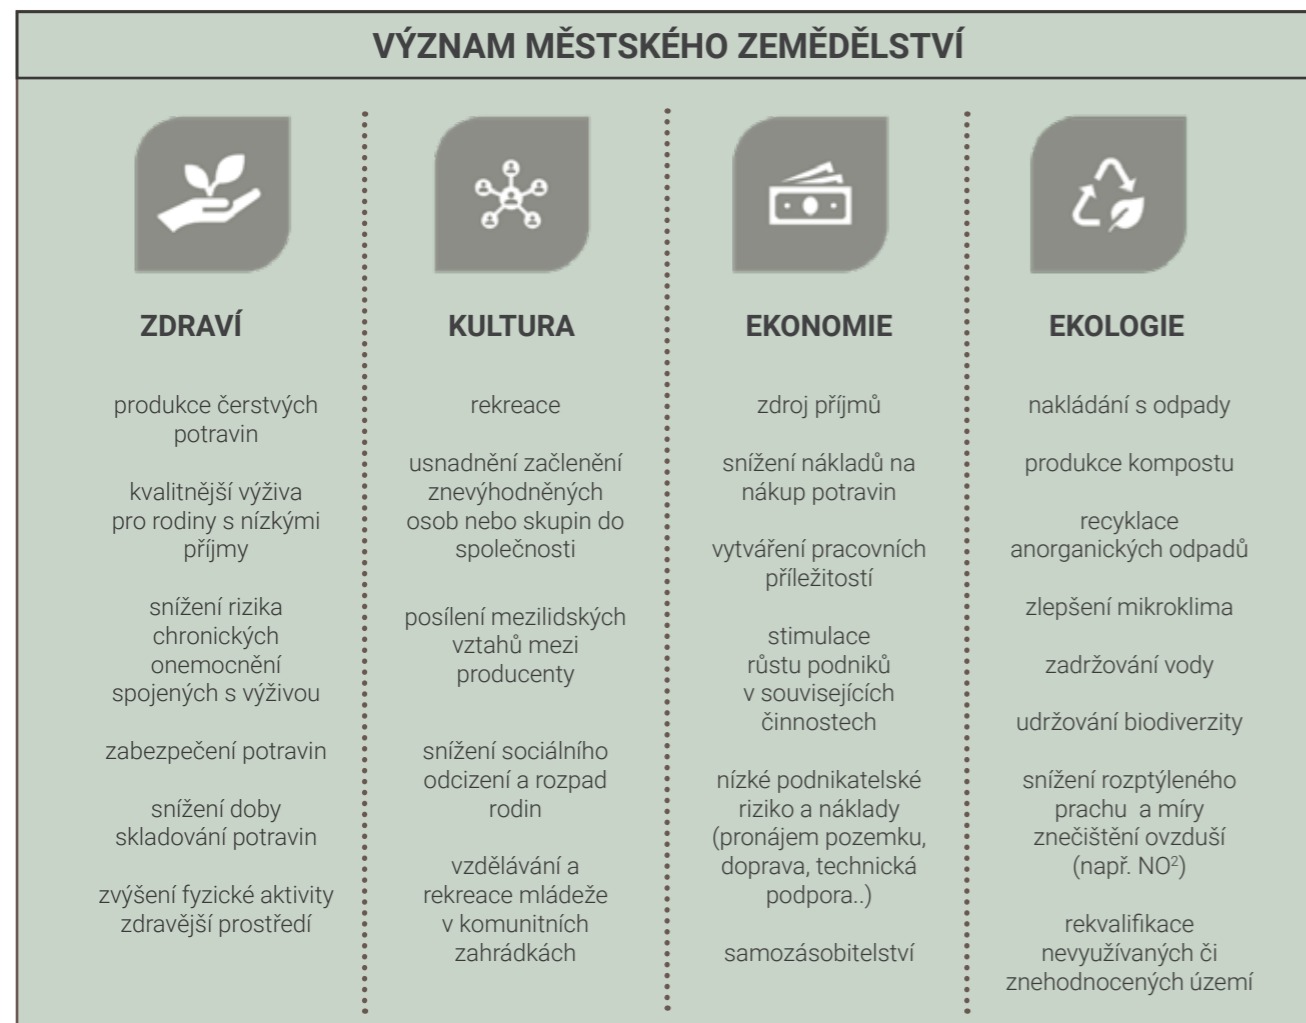 VÝZNAM MĚSTSKÉHO ZEMĚDĚLSTVÍ
ZDRAVÍ
produkce čerstvých
potravin
kvalitnější výživa
pro rodiny s nízkými
příjmy
snížení rizika
chronických
onemocnění
spojených s výživou
zabezpečení potravin
snížení doby
skladování potravin
zvýšení fyzické aktivity
zdravější prostředí
KULTURA
rekreace
usnadnění začlenění
znevýhodněných
osob nebo skupin do
společnosti
posílení mezilidských
vztahů mezi
producenty
snížení sociálního
odcizení a rozpad
rodin
vzdělávání a
rekreace mládeže
v komunitních
zahrádkách
EKONOMIE
zdroj příjmů
snížení nákladů na
nákup potravin
vytváření pracovních
příležitostí
stimulace
růstu podniků
v souvisejících
činnostech
nízké podnikatelské
riziko a náklady
(pronájem pozemku,
doprava, technická
podpora..)
samozásobitelství
EKOLOGIE
nakládání s odpady
produkce kompostu
recyklace
anorganických odpadů
zlepšení mikroklima
zadržování vody
udržování biodiverzity
snížení rozptýleného
prachu  a míry
znečištění ovzduší
(např. NO²)
rekvalifikace
nevyužívaných či
znehodnocených území